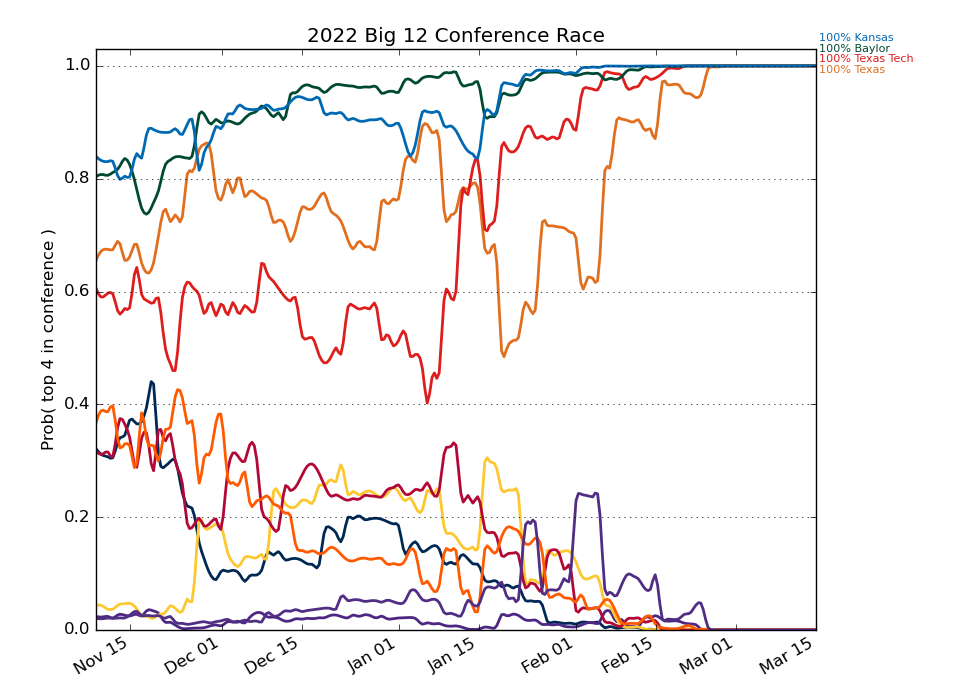 2022 Big 12 Conference Race
100% Kansas
100% Baylor
100% Texas Tech
100% Texas
Prob( top 4 in conference )
1.0
0.8
0.6
0.4
0.2
0.0
Nov 15
Dec 01
Dec 15
Jan 01
Jan 15
Feb 01
Feb 15
Mar 01
Mar 15